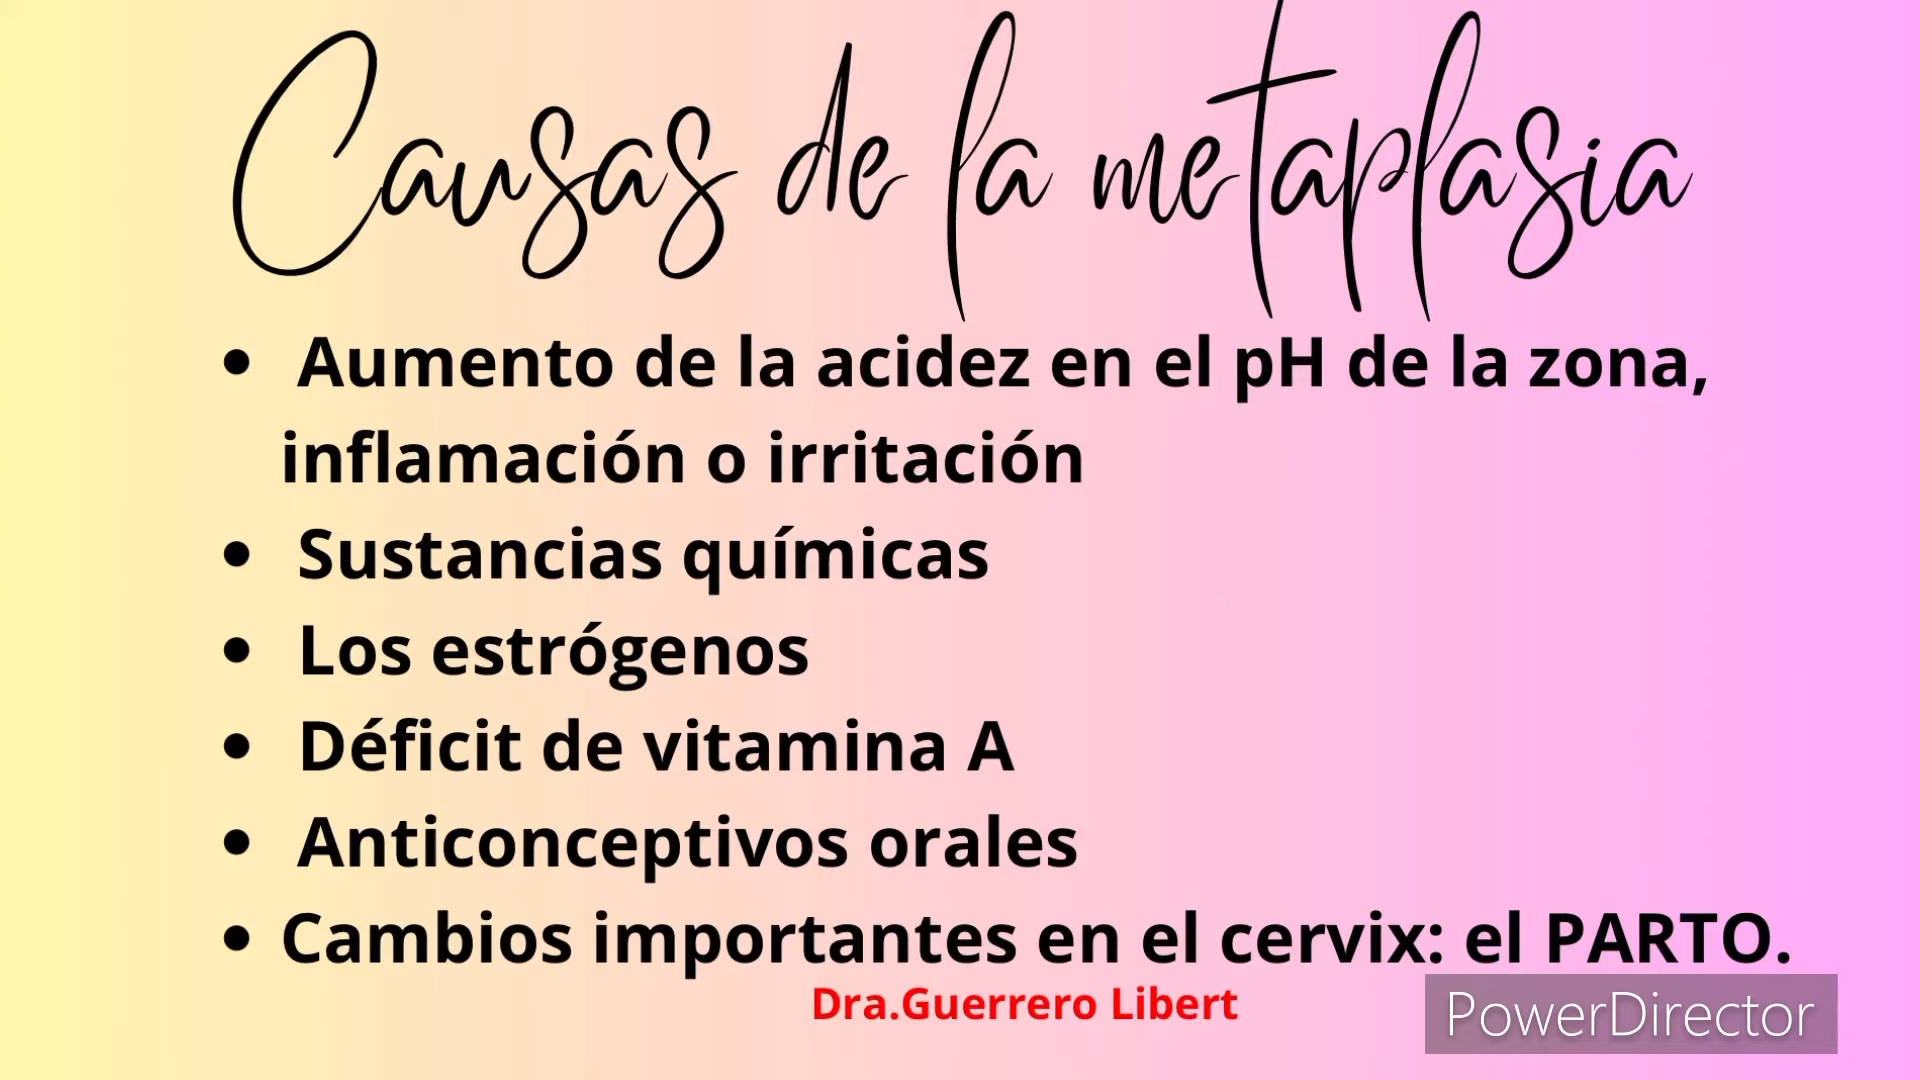 Causas de la metaplasia
• Aumento de la acidez en el pH de la zona,
inflamación o irritación
• Sustancias químicas
• Los estrógenos
• Déficit de vitamina A
• Anticonceptivos orales
• Cambios importantes en el cervix: el PARTO.
Dra.Guerrero Libert
PowerDirector